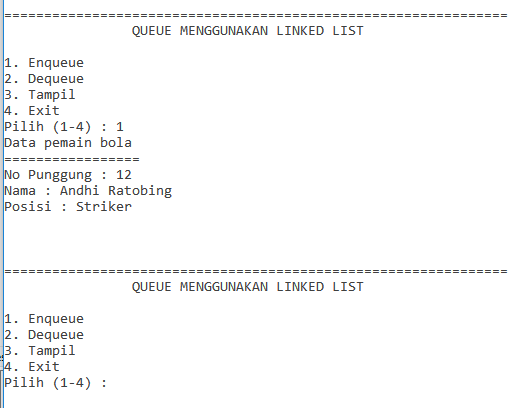 ===============================================================
QUEUE MENGGUNAKAN LINKED LIST
1. Enqueue
2. Dequeue
3. Tampil
4. Exit
Pilih (1-4) : 1
Data pemain bola
=================
No Punggung : 12
Nama : Andhi Ratobing
Posisi : Striker
===============================================================
QUEUE MENGGUNAKAN LINKED LIST
1. Enqueue
2. Dequeue
3. Tampil
4. Exit
Pilih (1-4) :